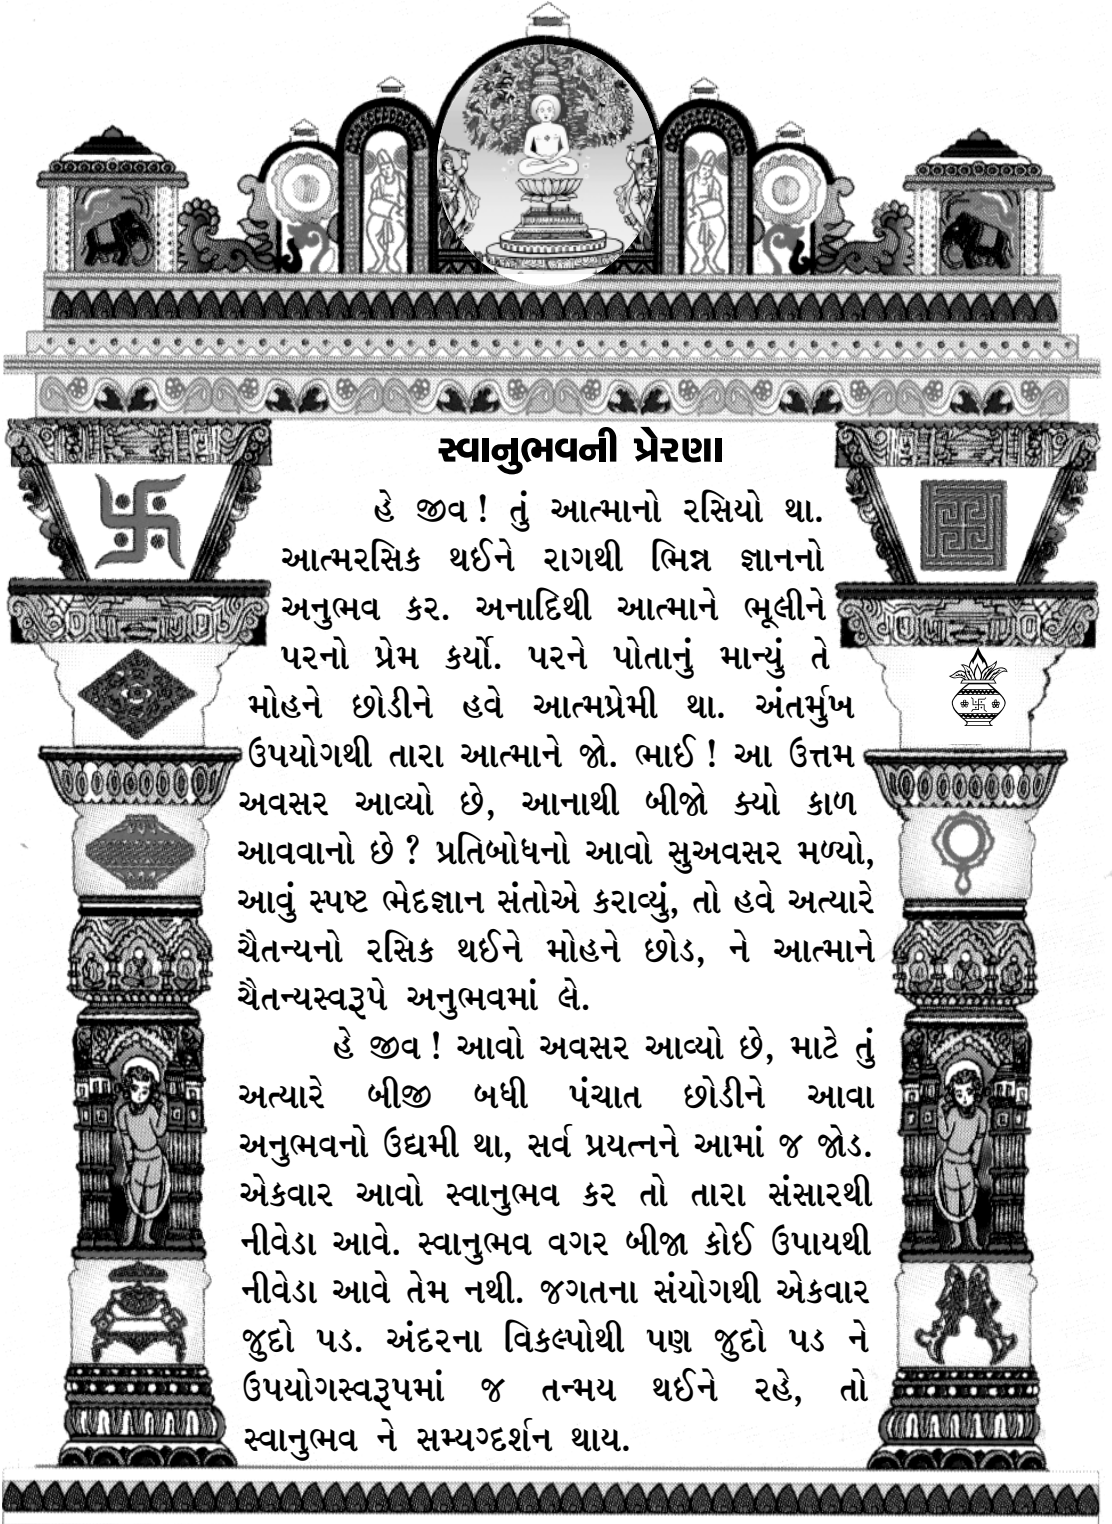 સ્વાનુભવની પ્રેરણા
હે જીવ ! તું આત્માનો રસિયો થા.
આત્મરસિક થઈને રાગથી ભિન્ન જ્ઞાનનો
અનુભવ કર. અનાદિથી આત્માને ભૂલીને
પરનો પ્રેમ કર્યો. પરને પોતાનું માન્યું તે
મોહને છોડીને હવે આત્મપ્રેમી થા. અંતર્મુખ
ઉપયોગથી તારા આત્માને જો. ભાઈ ! આ ઉત્તમ
અવસર આવ્યો છે, આનાથી બીજો ક્યો કાળ
આવવાનો છે ? પ્રતિબોધનો આવો સુઅવસર મળ્યો,
આવું સ્પષ્ટ ભેદજ્ઞાન સંતોએ કરાવ્યું, તો હવે અત્યારે
ચૈતન્યનો રસિક થઈને મોહને છોડ, ને આત્માને
ચૈતન્યસ્વરૂપે અનુભવમાં લે.
હે જીવ ! આવો અવસર આવ્યો છે, માટે તું
અત્યારે બીજી બધી પંચાત છોડીને આવા
અનુભવનો ઉદ્યમી થા, સર્વ પ્રયત્નને આમાં જ જોડ.
એકવાર આવો સ્વાનુભવ કર તો તારા સંસારથી
નીવેડા આવે. સ્વાનુભવ વગર બીજા કોઈ ઉપાયથી
નીવેડા આવે તેમ નથી. જગતના સંયોગથી એકવાર
જુદો પડ. અંદરના વિકલ્પોથી પણ જુદો પડ ને
ઉપયોગસ્વરૂપમાં જ તન્મય થઈને રહે, તો
સ્વાનુભવ ને સમ્યગ્દર્શન થાય.